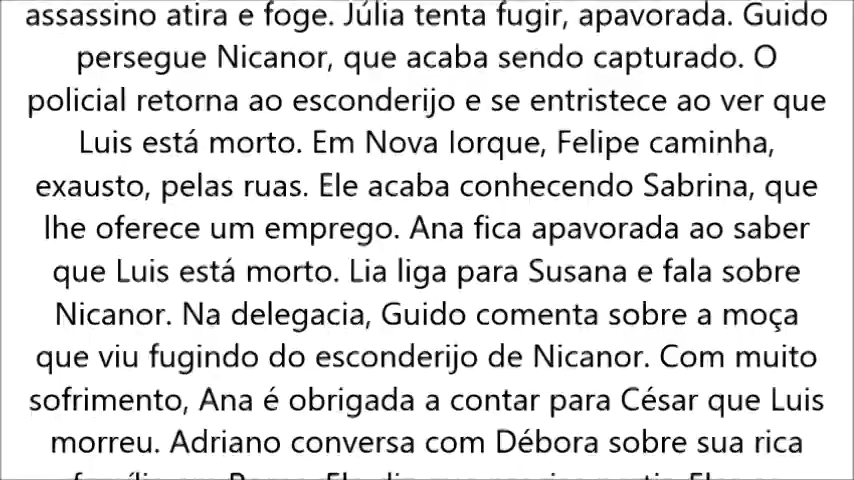 assassino atira e foge. Júlia tenta fugir, apavorada. Guido
persegue Nicanor, que acaba sendo capturado. O
policial retorna ao esconderijo e se entristece ao ver que
Luis está morto. Em Nova Iorque, Felipe caminha,
exausto, pelas ruas. Ele acaba conhecendo Sabrina, que
lhe oferece um emprego. Ana fica apavorada ao saber
que Luis está morto. Lia liga para Susana e fala sobre
Nicanor. Na delegacia, Guido comenta sobre a moça
que viu fugindo do esconderijo de Nicanor. Com muito
sofrimento, Ana é obrigada a contar para César que Luis
morreu. Adriano conversa com Débora sobre sua rica